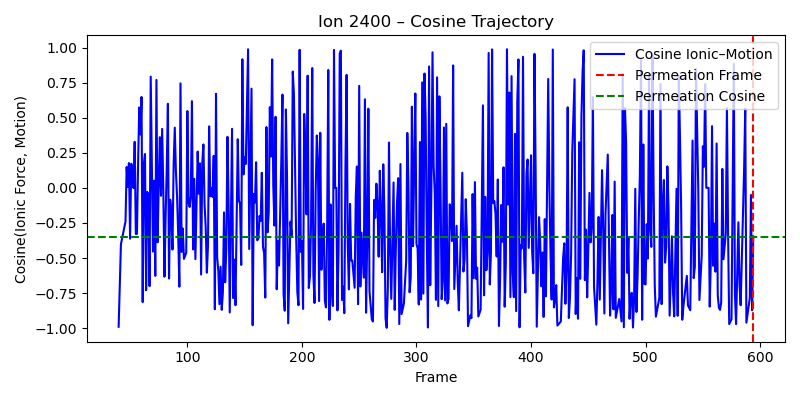 Ion 2400 – Cosine Trajectory
Cosine Ionic–Motion
Permeation Frame
Permeation Cosine
Cosine(Ionic Force, Motion)
1.00
0.75
0.50
0.25
0.00
−0.25
−0.50
−0.75
−1.00
100
200
300
400
500
600
Frame